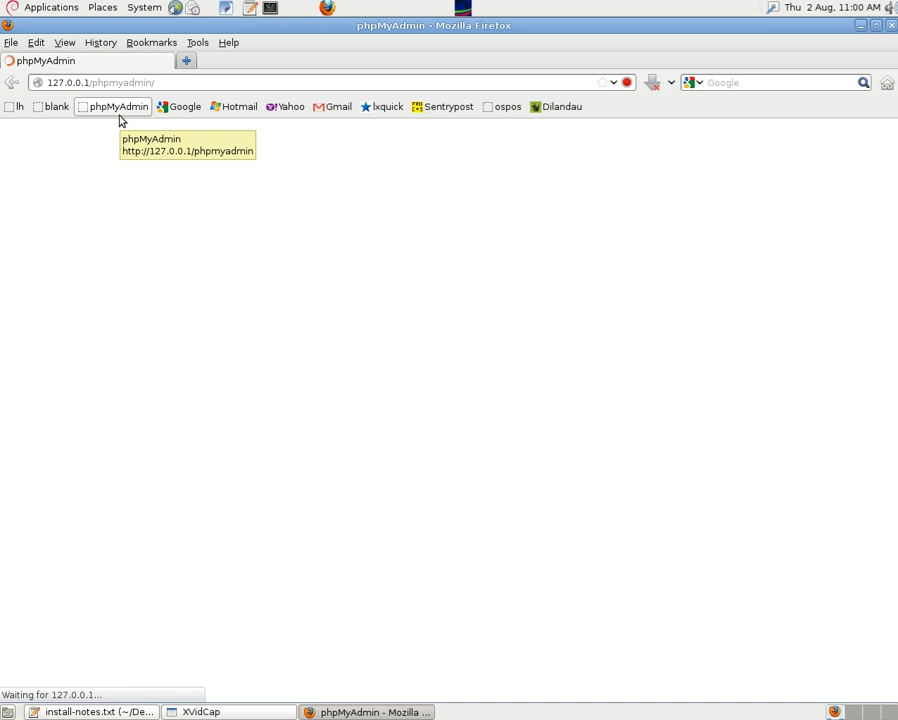 Applications Places System Thu 2 Aug, 11:00 AM
phpMyAdmin - Mozilla Firefox
File Edit View History Bookmarks Tools Help
phpMyAdmin
127.0.0.1/phpmyadmin/ Google
lh blank phpMyAdmin Google Hotmail Yahoo Gmail Ixquick Sentrypost ospos Dilandau
phpMyAdmin
http://127.0.0.1/phpmyadmin
Waiting for 127.0.0.1...
install-notes.txt (~/De... XVidCap phpMyAdmin - Mozilla ...